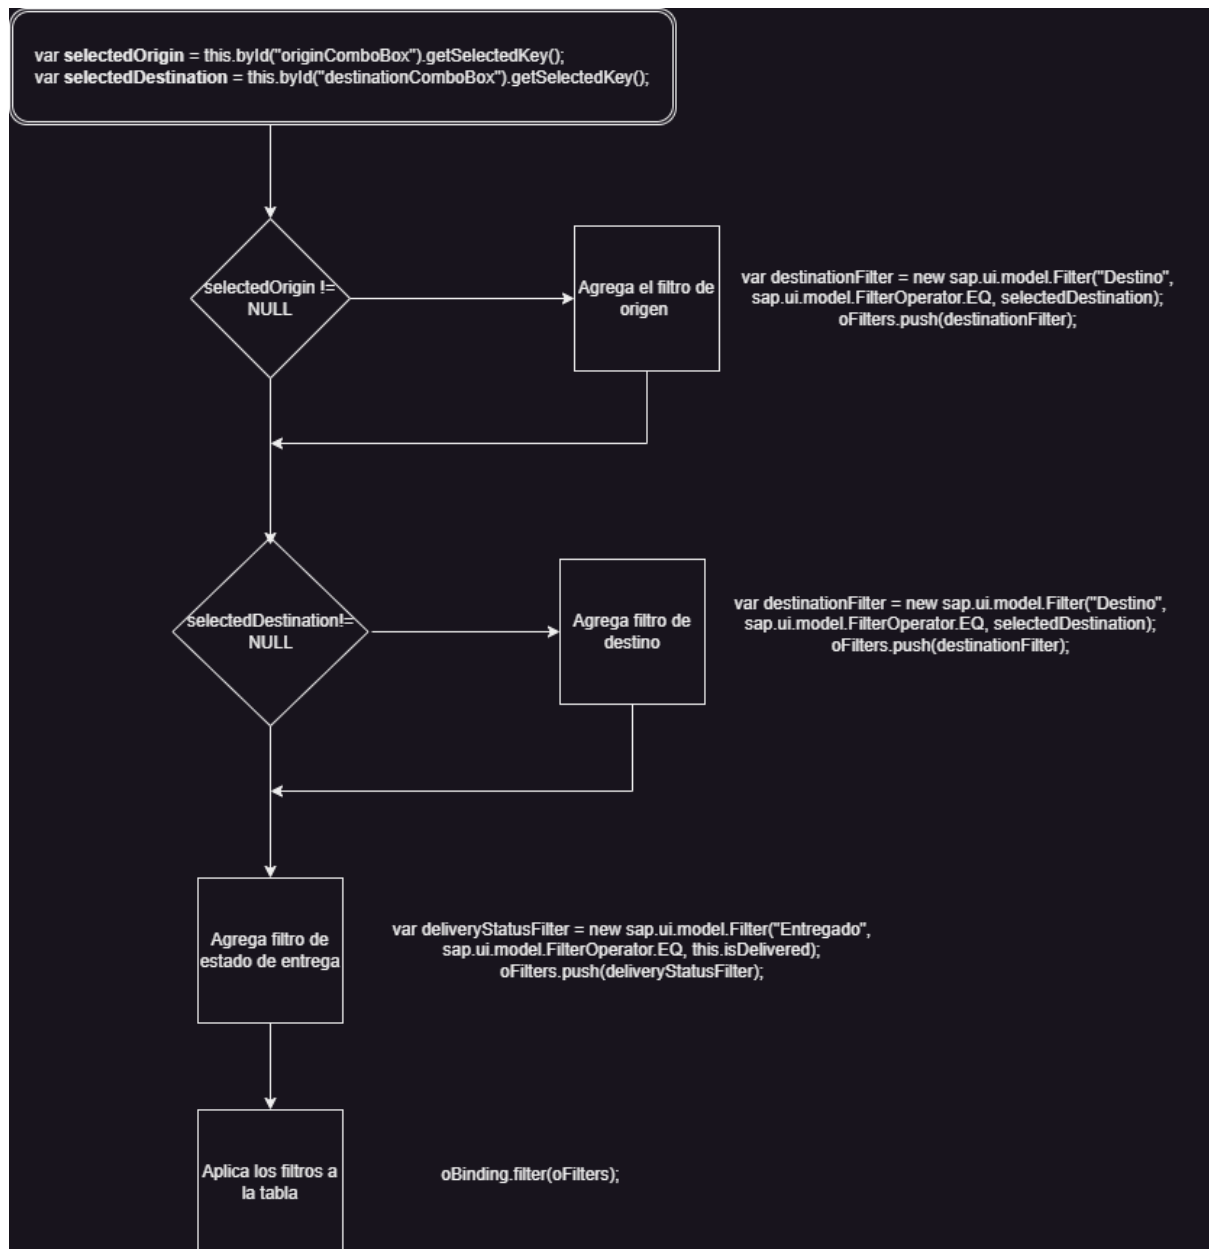 var selectedOrigin = this.byId("originComboBox").getSelectedKey();
var selectedDestination = this.byId("destinationComboBox").getSelectedKey();
selectedOrigin !=
NULL
Agrega el filtro de
origen
var destinationFilter = new sap.ui.model.Filter("Destino",
sap.ui.model.FilterOperator.EQ, selectedDestination);
oFilters.push(destinationFilter);
selectedDestination!=
NULL
Agrega filtro de
destino
var destinationFilter = new sap.ui.model.Filter("Destino",
sap.ui.model.FilterOperator.EQ, selectedDestination);
oFilters.push(destinationFilter);
Agrega filtro de
estado de entrega
var deliveryStatusFilter = new sap.ui.model.Filter("Entregado",
sap.ui.model.FilterOperator.EQ, this.isDelivered);
oFilters.push(deliveryStatusFilter);
Aplica los filtros a
la tabla
oBinding.filter(oFilters);